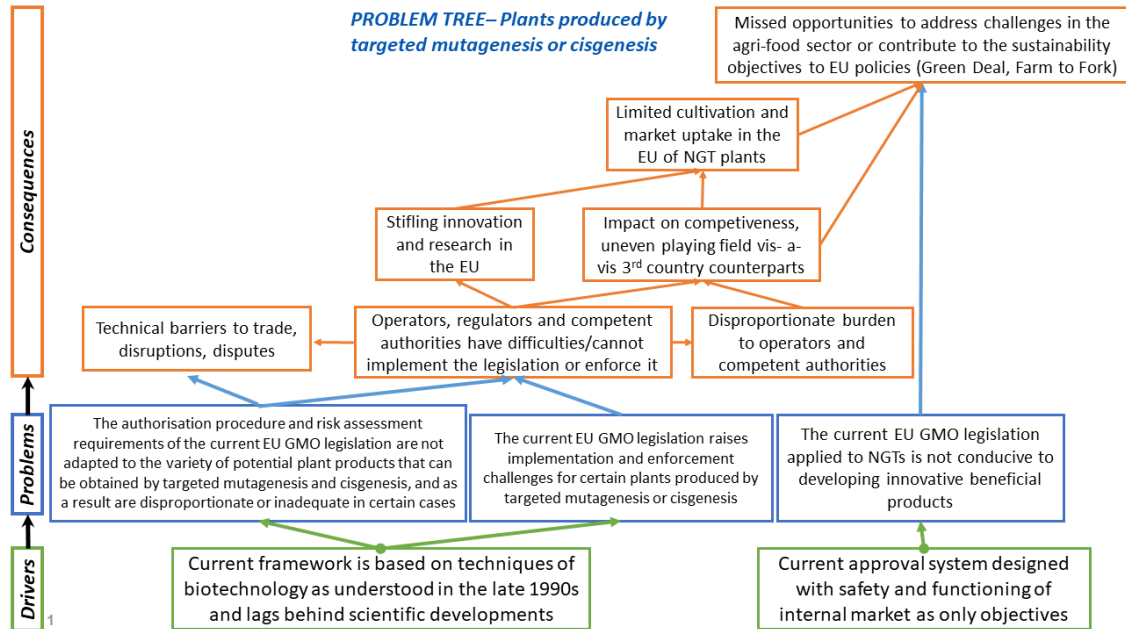 PROBLEM TREE– Plants produced by
targeted mutagenesis or cisgenesis
Missed opportunities to address challenges in the
agri-food sector or contribute to the sustainability
objectives to EU policies (Green Deal, Farm to Fork)
Limited cultivation and
market uptake in the
EU of NGT plants
Consequences
Stifling innovation
and research in
the EU
Impact on competiveness,
uneven playing field vis- a-
vis 3rd country counterparts
Technical barriers to trade,
disruptions, disputes
Operators, regulators and competent
authorities have difficulties/cannot
implement the legislation or enforce it
Disproportionate burden
to operators and
competent authorities
Problems
The authorisation procedure and risk assessment
requirements of the current EU GMO legislation are not
adapted to the variety of potential plant products that can
be obtained by targeted mutagenesis and cisgenesis, and as
a result are disproportionate or inadequate in certain cases
The current EU GMO legislation raises
implementation and enforcement
challenges for certain plants produced by
targeted mutagenesis or cisgenesis
The current EU GMO legislation
applied to NGTs is not conducive to
developing innovative beneficial
products
Drivers
Current framework is based on techniques of
biotechnology as understood in the late 1990s
and lags behind scientific developments
Current approval system designed
with safety and functioning of
internal market as only objectives
1